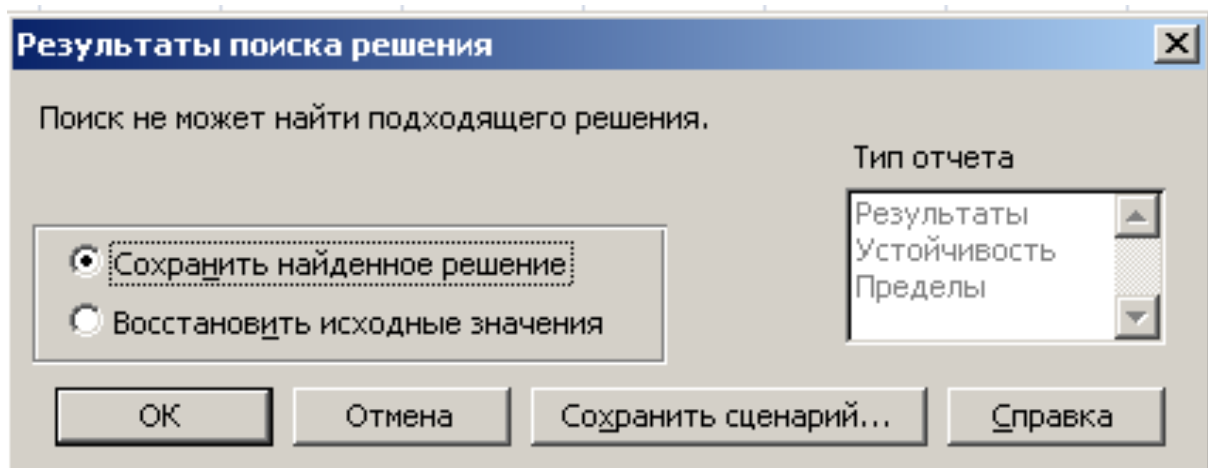 Результаты поиска решения
Поиск не может найти подходящего решения.
Тип отчета
Результаты
Устойчивость
Пределы
Сохранить найденное решение
Восстановить исходные значения
ОК
Отмена
Сохранить сценарий...
Справка